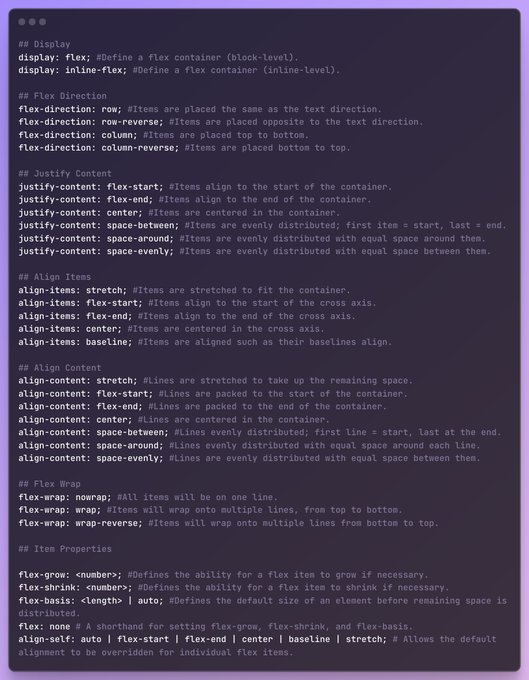 ## Display
display: flex; #Define a flex container (block-level).
display: inline-flex; #Define a flex container (inline-level).
## Flex Direction
flex-direction: row; #Items are placed the same as the text direction.
flex-direction: row-reverse; #Items are placed opposite to the text direction.
flex-direction: column; #Items are placed top to bottom.
flex-direction: column-reverse; #Items are placed bottom to top.
## Justify Content
justify-content: flex-start; #Items align to the start of the container.
justify-content: flex-end; #Items align to the end of the container.
justify-content: center; #Items are centered in the container.
justify-content: space-between; #Items are evenly distributed; first item = start, last = end.
justify-content: space-around; #Items are evenly distributed with equal space around them.
justify-content: space-evenly; #Items are evenly distributed with equal space between them.
## Align Items
align-items: stretch; #Items are stretched to fit the container.
align-items: flex-start; #Items align to the start of the cross axis.
align-items: flex-end; #Items align to the end of the cross axis.
align-items: center; #Items are centered in the cross axis.
align-items: baseline; #Items are aligned such as their baselines align.
## Align Content
align-content: stretch; #Lines are stretched to take up the remaining space.
align-content: flex-start; #Lines are packed to the start of the container.
align-content: flex-end; #Lines are packed to the end of the container.
align-content: center; #Lines are centered in the container.
align-content: space-between; #Lines evenly distributed; first line = start, last at the end.
align-content: space-around; #Lines evenly distributed with equal space around each line.
align-content: space-evenly; #Lines are evenly distributed with equal space between them.
## Flex Wrap
flex-wrap: nowrap; #All items will be on one line.
flex-wrap: wrap; #Items will wrap onto multiple lines, from top to bottom.
flex-wrap: wrap-reverse; #Items will wrap onto multiple lines from bottom to top.
## Item Properties
flex-grow: <number>; #Defines the ability for a flex item to grow if necessary.
flex-shrink: <number>; #Defines the ability for a flex item to shrink if necessary.
flex-basis: <length> | auto; #Defines the default size of an element before remaining space is
distributed.
flex: none # A shorthand for setting flex-grow, flex-shrink, and flex-basis.
align-self: auto | flex-start | flex-end | center | baseline | stretch; # Allows the default
alignment to be overridden for individual flex items.